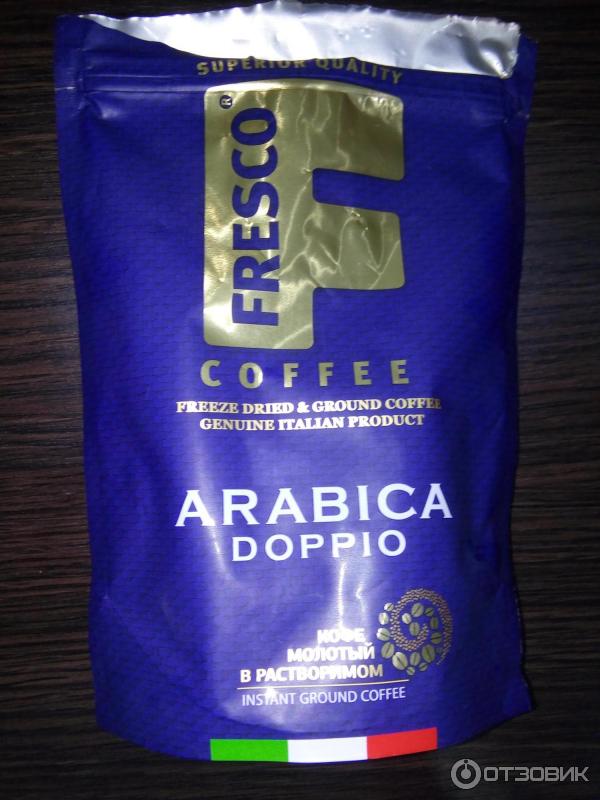 SUPERIOR QUALITY
FRESCO®
COFFEE
FREEZE DRIED & GROUND COFFEE
GENUINE ITALIAN PRODUCT
ARABICA
DOPPIO
КОФЕ
МОЛОТЫЙ
В РАСТВОРИМОМ
INSTANT GROUND COFFEE
ОТЗОВИК